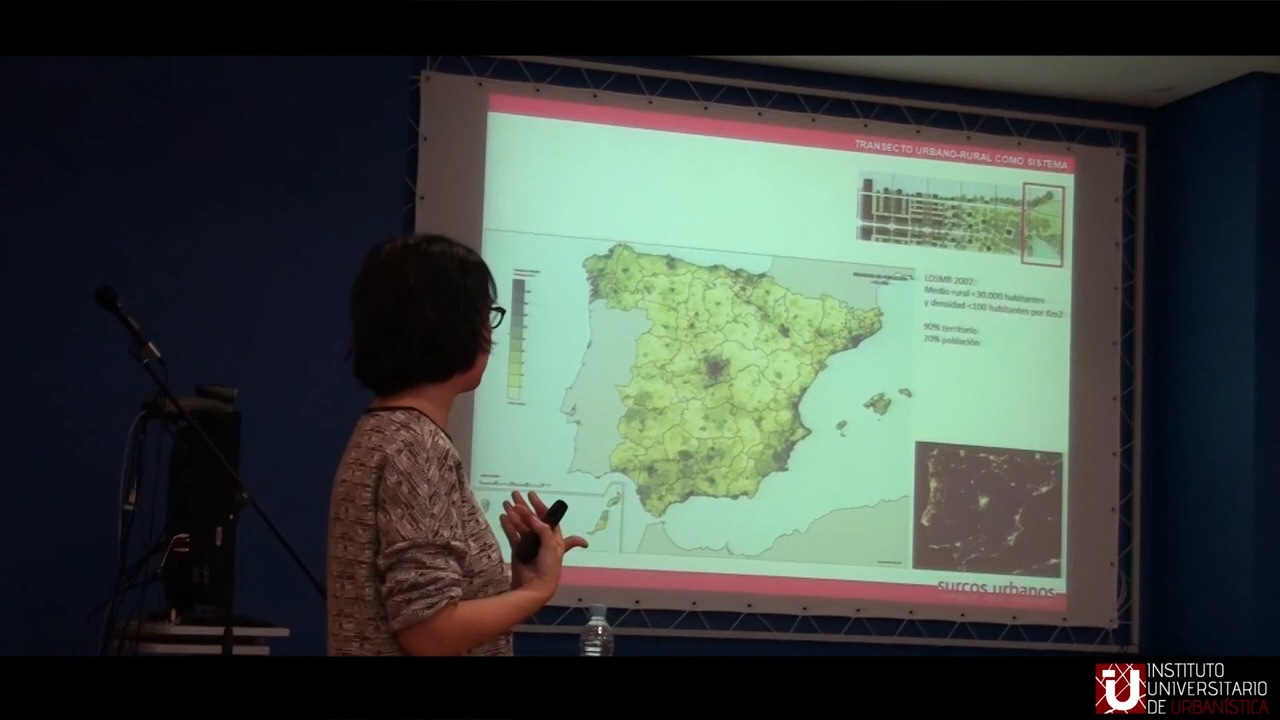 TRANSECTO URBANO-RURAL COMO SISTEMA
LDSMR 2007:
Medio rural <30.000 habitantes
y densidad <100 habitantes por Km2
90% territorio
20% población
surcos urbanos
INSTITUTO
UNIVERSITARIO
DE URBANÍSTICA